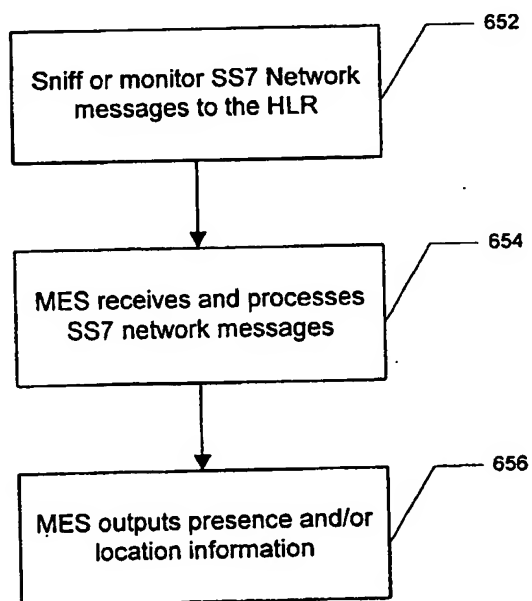 652
Sniff or monitor SS7 Network
messages to the HLR
654
MES receives and processes
SS7 network messages
656
MES outputs presence and/or
location information